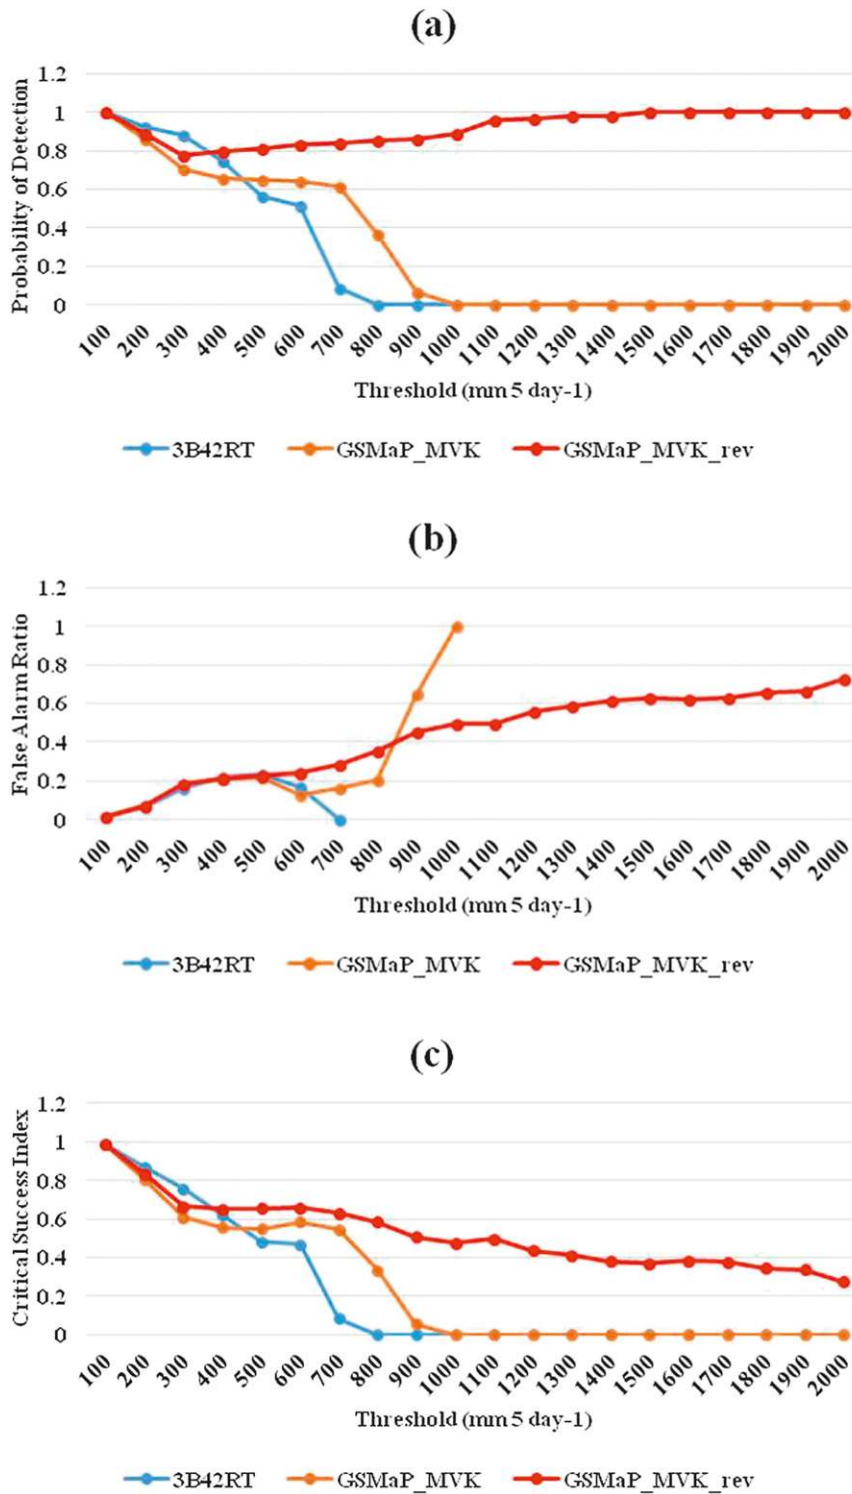 (a)
Probability of Detection
1.2
1
0.8
0.6
0.4
0.2
0
100 200 300 400 500 600 700 800 900 1000 1100 1200 1300 1400 1500 1600 1700 1800 1900 2000
Threshold (mm 5 day-1)
3B42RT GSMaP_MVK GSMaP_MVK_rev
(b)
False Alarm Ratio
1.2
1
0.8
0.6
0.4
0.2
0
100 200 300 400 500 600 700 800 900 1000 1100 1200 1300 1400 1500 1600 1700 1800 1900 2000
Threshold (mm 5 day-1)
3B42RT GSMaP_MVK GSMaP_MVK_rev
(c)
Critical Success Index
1.2
1
0.8
0.6
0.4
0.2
0
100 200 300 400 500 600 700 800 900 1000 1100 1200 1300 1400 1500 1600 1700 1800 1900 2000
Threshold (mm 5 day-1)
3B42RT GSMaP_MVK GSMaP_MVK_rev